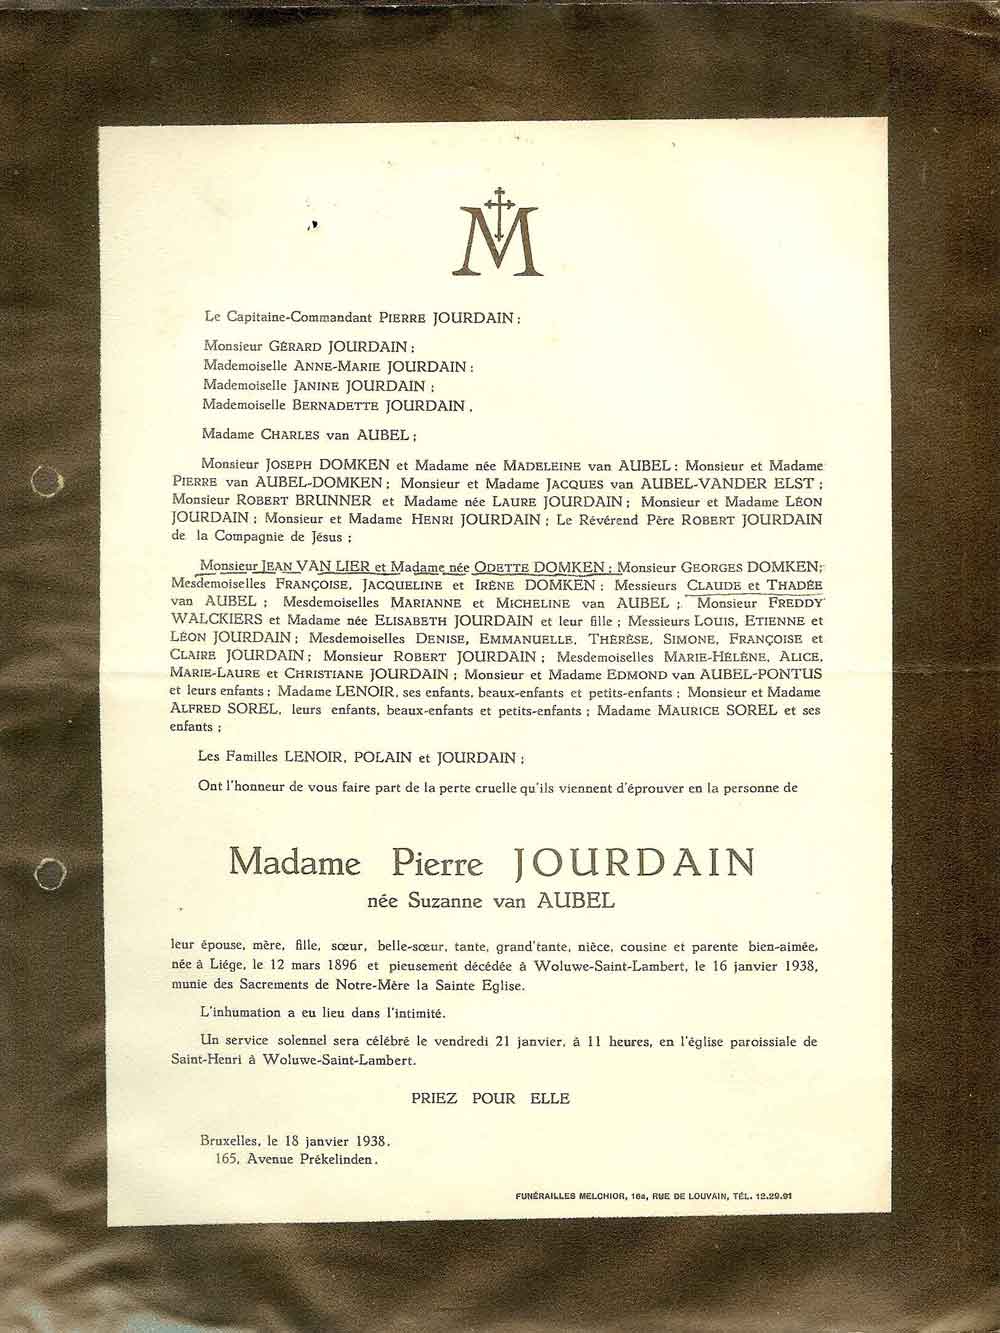 M
Le Capitaine-Commandant PIERRE JOURDAIN ;
Monsieur GÉRARD JOURDAIN ;
Mademoiselle ANNE-MARIE JOURDAIN ;
Mademoiselle JANINE JOURDAIN ;
Mademoiselle BERNADETTE JOURDAIN ,
Madame CHARLES van AUBEL ;
Monsieur JOSEPH DOMKEN et Madame née MADELEINE van AUBEL ; Monsieur et Madame
PIERRE van AUBEL-DOMKEN ; Monsieur et Madame JACQUES van AUBEL-VANDER ELST ;
Monsieur ROBERT BRUNNER et Madame née LAURE JOURDAIN ; Monsieur et Madame LÉON
JOURDAIN ; Monsieur et Madame HENRI JOURDAIN ; Le Révérend Père ROBERT JOURDAIN
de la Compagnie de Jésus ;
Monsieur JEAN VAN LIER et Madame née ODETTE DOMKEN ; Monsieur GEORGES DOMKEN;
Mesdemoiselles FRANÇOISE, JACQUELINE et IRÈNE DOMKEN ; Messieurs CLAUDE et THADÉE
van AUBEL ; Mesdemoiselles MARIANNE et MICHELINE van AUBEL ; Monsieur FREDDY
WALCKIERS et Madame née ELISABETH JOURDAIN et leur fille ; Messieurs LOUIS, ETIENNE et
LÉON JOURDAIN ; Mesdemoiselles DENISE, EMMANUELLE, THÉRÈSE, SIMONE, FRANÇOISE et
CLAIRE JOURDAIN ; Monsieur ROBERT JOURDAIN ; Mesdemoiselles MARIE-HÉLÈNE, ALICE,
MARIE-LAURE et CHRISTIANE JOURDAIN ; Monsieur et Madame EDMOND van AUBEL-PONTUS
et leurs enfants ; Madame LENOIR, ses enfants, beaux-enfants et petits-enfants ; Monsieur et Madame
ALFRED SOREL, leurs enfants, beaux-enfants et petits-enfants ; Madame MAURICE SOREL et ses
enfants ;
Les Familles LENOIR, POLAIN et JOURDAIN ;
Ont l'honneur de vous faire part de la perte cruelle qu'ils viennent d'éprouver en la personne de
Madame Pierre JOURDAIN
née Suzanne van AUBEL
leur épouse, mère, fille, sœur, belle-sœur, tante, grand'tante, nièce, cousine et parente bien-aimée,
née à Liége, le 12 mars 1896 et pieusement décédée à Woluwe-Saint-Lambert, le 16 janvier 1938,
munie des Sacrements de Notre-Mère la Sainte Eglise.
L'inhumation a eu lieu dans l'intimité.
Un service solennel sera célébré le vendredi 21 janvier, à 11 heures, en l'église paroissiale de
Saint-Henri à Woluwe-Saint-Lambert.
PRIEZ POUR ELLE
Bruxelles, le 18 janvier 1938.
165, Avenue Prékelinden.
FUNÉRAILLES MELCHIOR, 16a, RUE DE LOUVAIN, TÉL. 12.29.91